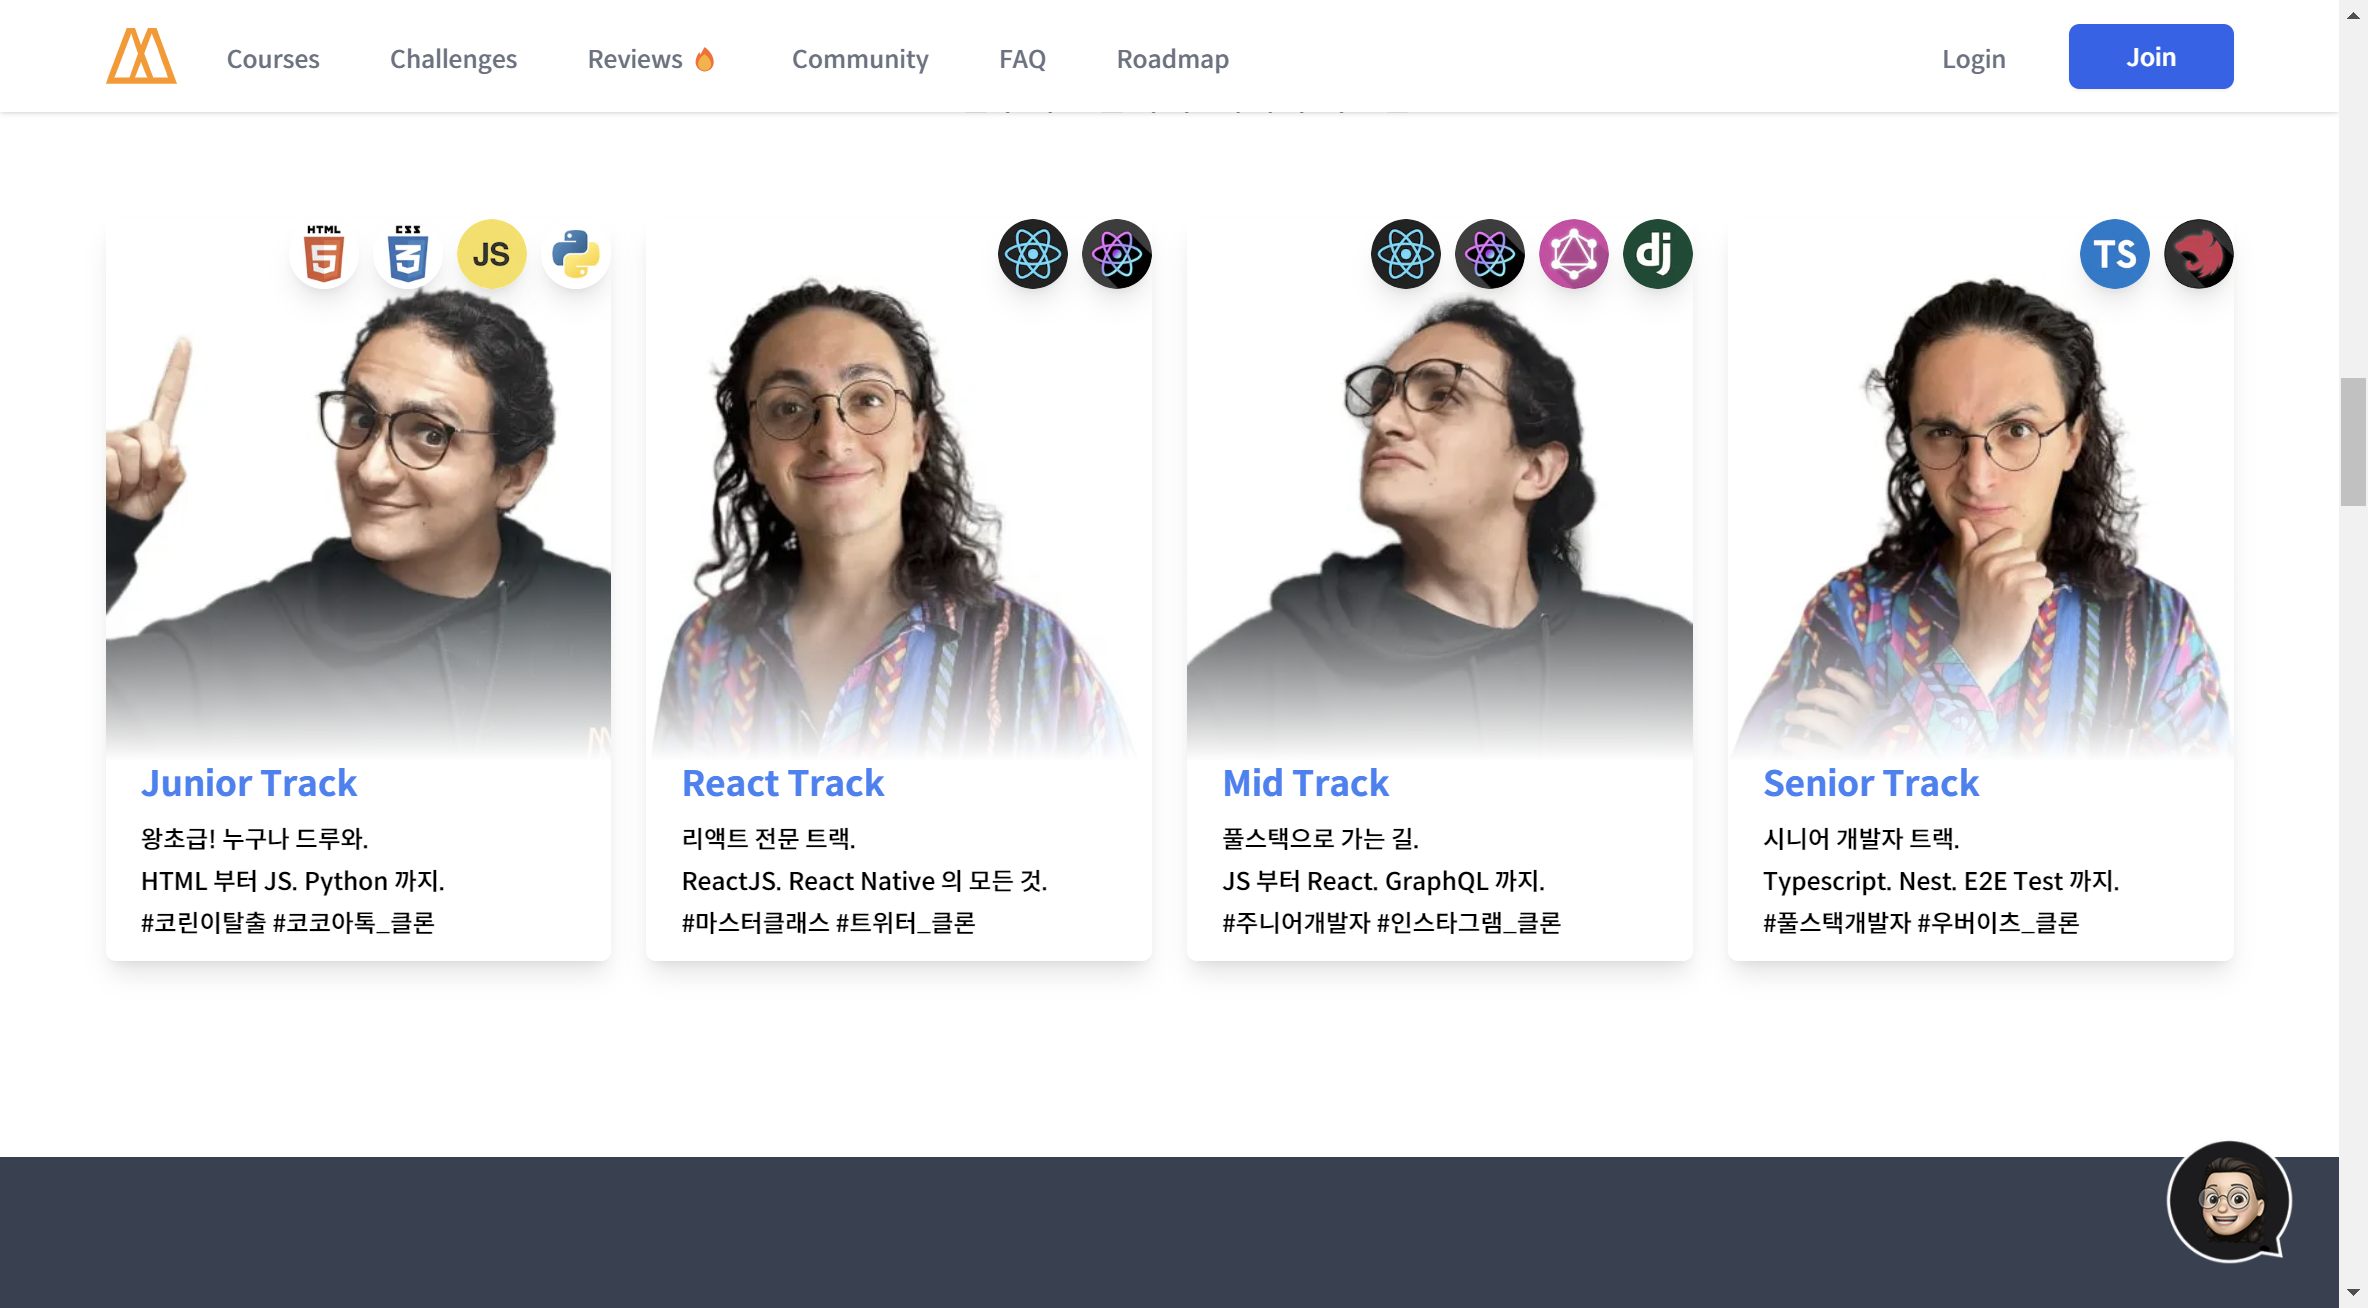 Courses
Challenges
Reviews
Community
FAQ
Roadmap
Login
Join
HTML
5
CSS
3
JS
TS
dj
Junior Track
왕초급! 누구나 드루와.
HTML 부터 JS. Python 까지.
#코린이탈출 #코코아톡_클론
React Track
리액트 전문 트랙.
ReactJS. React Native 의 모든 것.
#마스터클래스 #트위터_클론
Mid Track
풀스택으로 가는 길.
JS 부터 React. GraphQL 까지.
#주니어개발자 #인스타그램_클론
Senior Track
시니어 개발자 트랙.
Typescript. Nest. E2E Test 까지.
#풀스택개발자 #우버이츠_클론